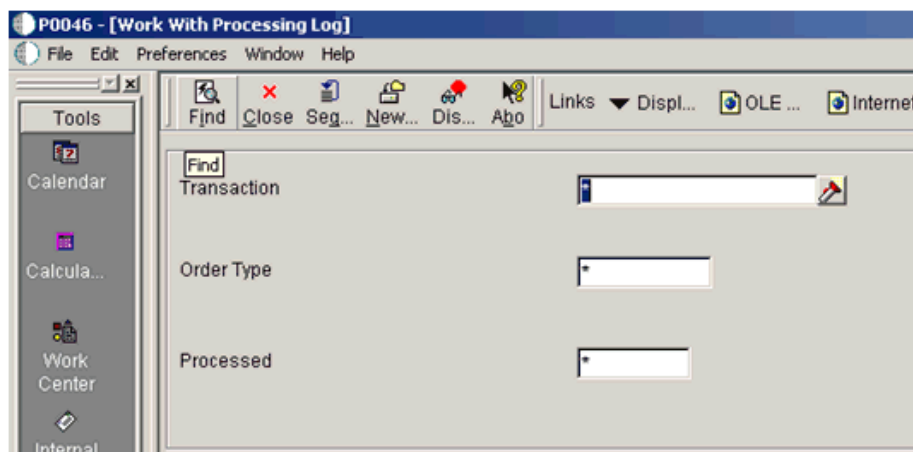 P0046 - [Work With Processing Log]
File Edit Preferences Window Help
Tools
Find Close Seq... New... Dis... Abo Links Displ... OLE ... Internet
Find
Transaction *
Calendar
Order Type *
Calcula...
Processed *
Work
Center
Internal...